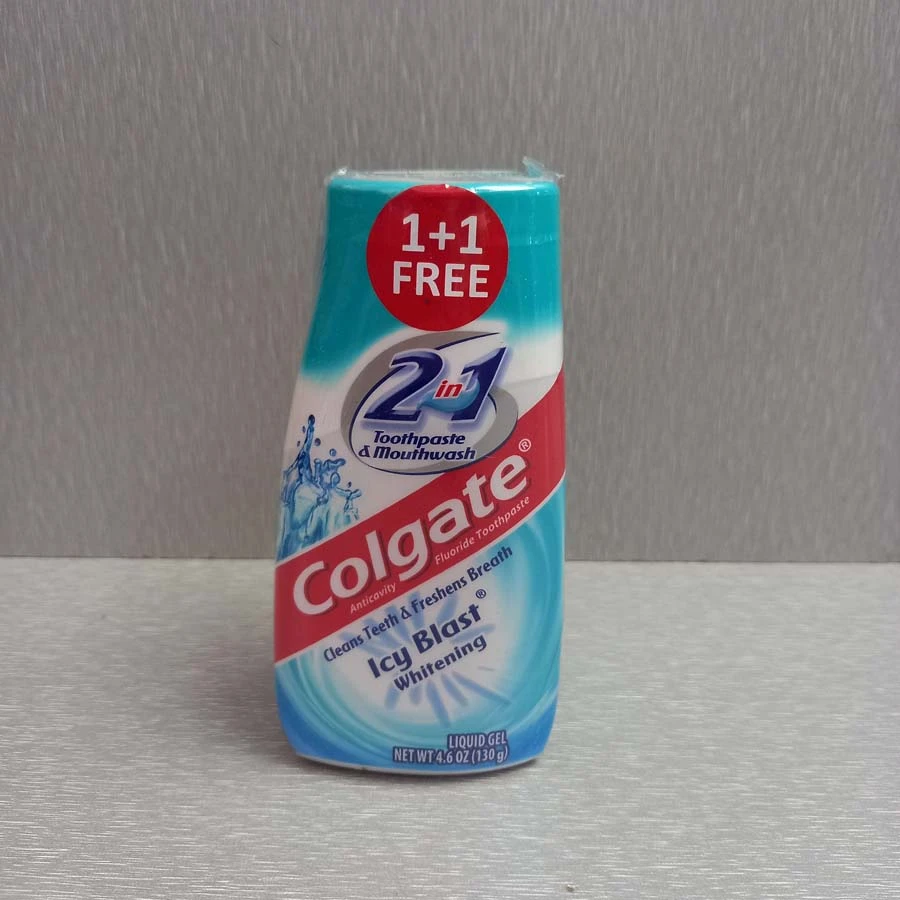 1+1
FREE
2in1
Toothpaste
& Mouthwash
Colgate®
Anticavity Fluoride Toothpaste
Cleans Teeth & Freshens Breath
Icy Blast®
Whitening
LIQUID GEL
NET WT 4.6 OZ (130 g)